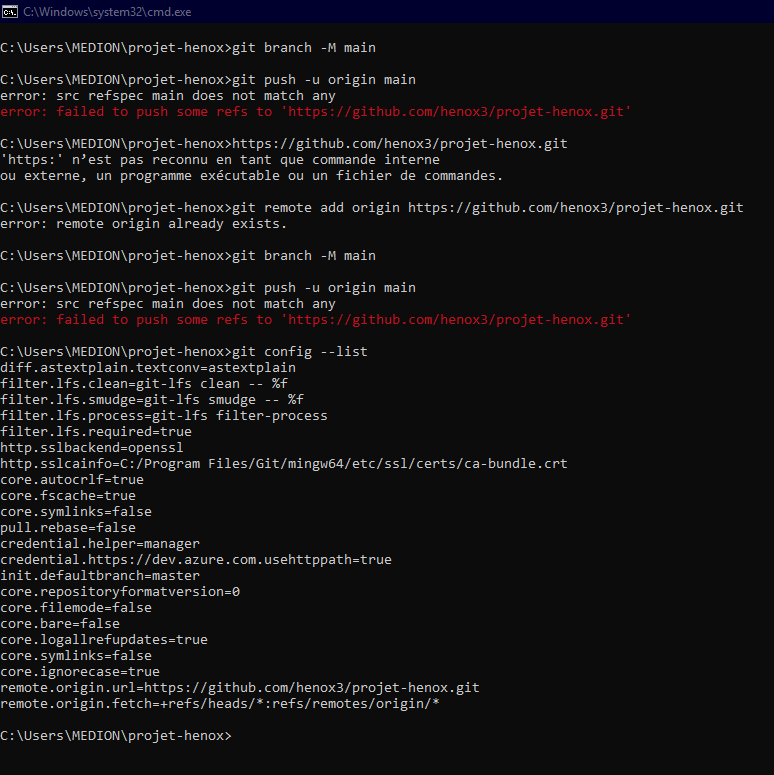 C:\Windows\system32\cmd.exe
C:\Users\MEDION\projet-henox>git branch -M main
C:\Users\MEDION\projet-henox>git push -u origin main
error: src refspec main does not match any
error: failed to push some refs to 'https://github.com/henox3/projet-henox.git'
C:\Users\MEDION\projet-henox>https://github.com/henox3/projet-henox.git
'https:' n’est pas reconnu en tant que commande interne
ou externe, un programme exécutable ou un fichier de commandes.
C:\Users\MEDION\projet-henox>git remote add origin https://github.com/henox3/projet-henox.git
error: remote origin already exists.
C:\Users\MEDION\projet-henox>git branch -M main
C:\Users\MEDION\projet-henox>git push -u origin main
error: src refspec main does not match any
error: failed to push some refs to 'https://github.com/henox3/projet-henox.git'
C:\Users\MEDION\projet-henox>git config --list
diff.astextplain.textconv=astextplain
filter.lfs.clean=git-lfs clean -- %f
filter.lfs.smudge=git-lfs smudge -- %f
filter.lfs.process=git-lfs filter-process
filter.lfs.required=true
http.sslbackend=openssl
http.sslcainfo=C:/Program Files/Git/mingw64/etc/ssl/certs/ca-bundle.crt
core.autocrlf=true
core.fscache=true
core.symlinks=false
pull.rebase=false
credential.helper=manager
credential.https://dev.azure.com.usehttppath=true
init.defaultbranch=master
core.repositoryformatversion=0
core.filemode=false
core.bare=false
core.logallrefupdates=true
core.symlinks=false
core.ignorecase=true
remote.origin.url=https://github.com/henox3/projet-henox.git
remote.origin.fetch=+refs/heads/*:refs/remotes/origin/*
C:\Users\MEDION\projet-henox>